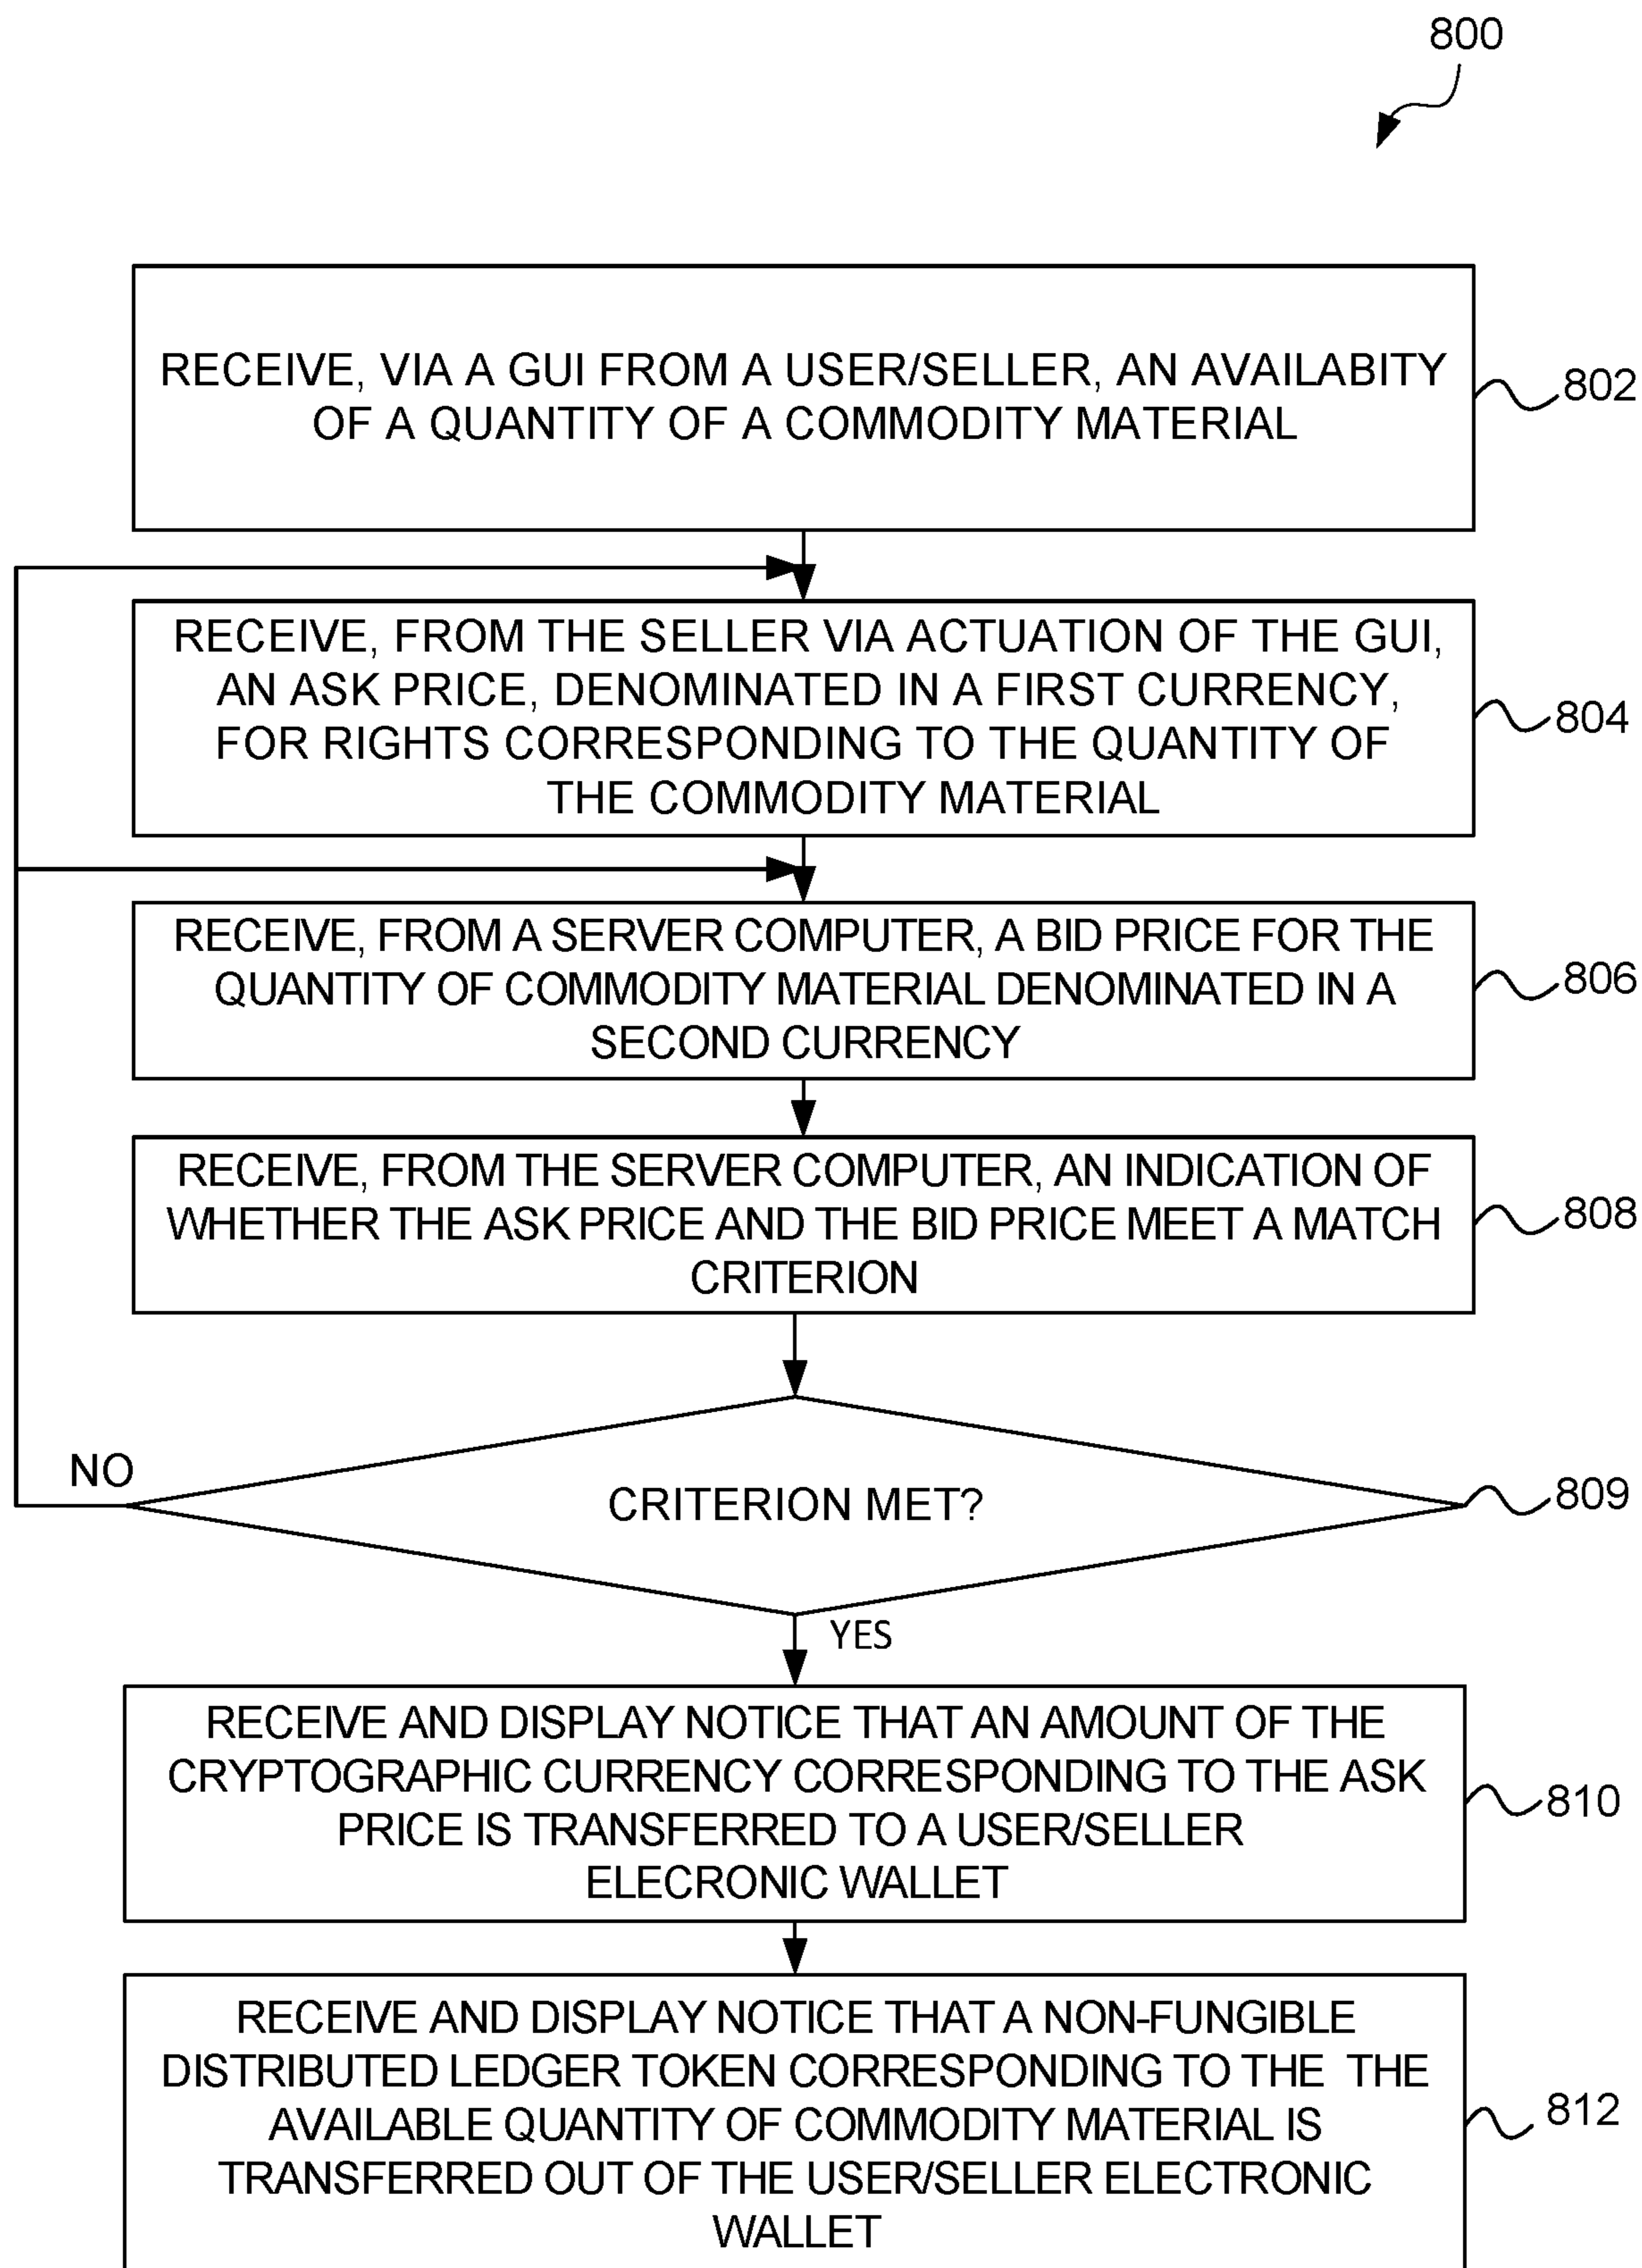 800
RECEIVE, VIA A GUI FROM A USER/SELLER, AN AVAILABITY
OF A QUANTITY OF A COMMODITY MATERIAL
802
RECEIVE, FROM THE SELLER VIA ACTUATION OF THE GUI,
AN ASK PRICE, DENOMINATED IN A FIRST CURRENCY,
FOR RIGHTS CORRESPONDING TO THE QUANTITY OF
THE COMMODITY MATERIAL
804
RECEIVE, FROM A SERVER COMPUTER, A BID PRICE FOR THE
QUANTITY OF COMMODITY MATERIAL DENOMINATED IN A
SECOND CURRENCY
806
RECEIVE, FROM THE SERVER COMPUTER, AN INDICATION OF
WHETHER THE ASK PRICE AND THE BID PRICE MEET A MATCH
CRITERION
808
NO
CRITERION MET?
809
YES
RECEIVE AND DISPLAY NOTICE THAT AN AMOUNT OF THE
CRYPTOGRAPHIC CURRENCY CORRESPONDING TO THE ASK
PRICE IS TRANSFERRED TO A USER/SELLER
ELECRONIC WALLET
810
RECEIVE AND DISPLAY NOTICE THAT A NON-FUNGIBLE
DISTRIBUTED LEDGER TOKEN CORRESPONDING TO THE  THE
AVAILABLE QUANTITY OF COMMODITY MATERIAL IS
TRANSFERRED OUT OF THE USER/SELLER ELECTRONIC
WALLET
812